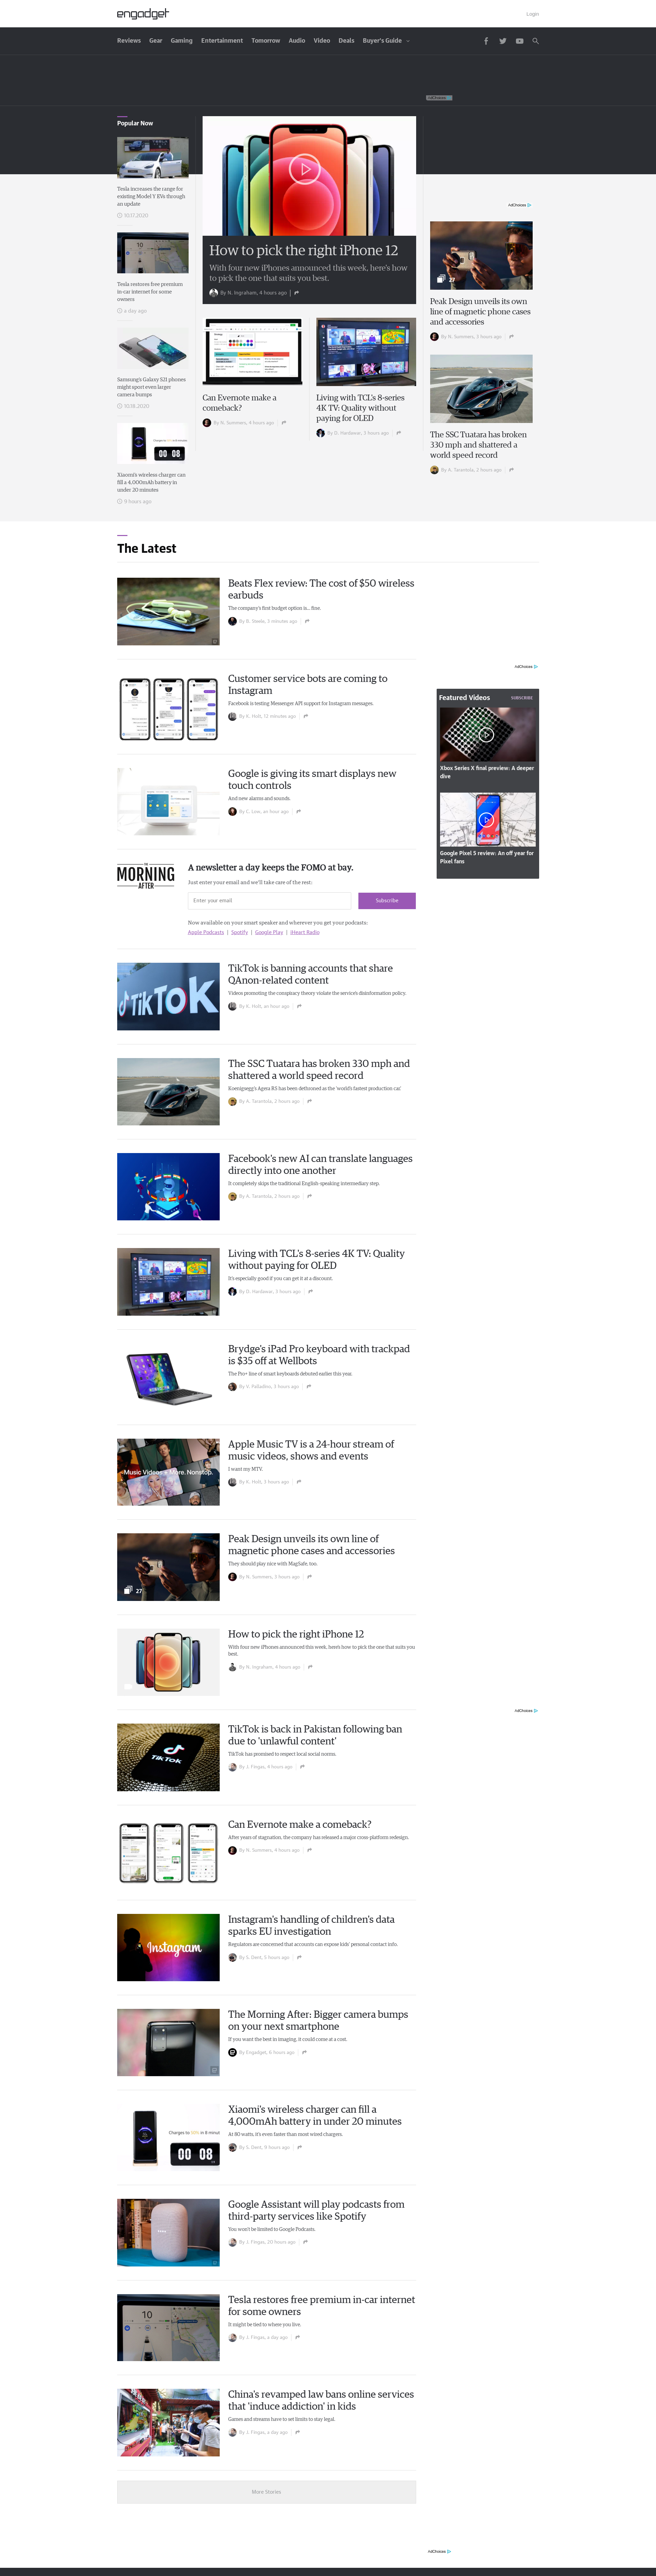 engadget
Login
Reviews Gear Gaming Entertainment Tomorrow Audio Video Deals Buyer's Guide
AdChoices
Popular Now
Tesla increases the range for
existing Model Y EVs through
an update
10.17.2020
Tesla restores free premium
in-car internet for some
owners
a day ago
Samsung's Galaxy S21 phones
might sport even larger
camera bumps
10.18.2020
Xiaomi's wireless charger can
fill a 4,000mAh battery in
under 20 minutes
9 hours ago
How to pick the right iPhone 12
With four new iPhones announced this week, here's how
to pick the one that suits you best.
By N. Ingraham, 4 hours ago
Can Evernote make a
comeback?
By N. Summers, 4 hours ago
Living with TCL's 8-series
4K TV: Quality without
paying for OLED
By D. Hardawar, 3 hours ago
AdChoices
27
Peak Design unveils its own
line of magnetic phone cases
and accessories
By N. Summers, 3 hours ago
The SSC Tuatara has broken
330 mph and shattered a
world speed record
By A. Tarantola, 2 hours ago
The Latest
Beats Flex review: The cost of $50 wireless
earbuds
The company's first budget option is... fine.
By B. Steele, 5 minutes ago
Customer service bots are coming to
Instagram
Facebook is testing Messenger API support for Instagram messages.
By K. Holt, 12 minutes ago
Google is giving its smart displays new
touch controls
And new alarms and sounds.
By C. Low, an hour ago
THE
MORNING
AFTER
A newsletter a day keeps the FOMO at bay.
Just enter your email and we'll take care of the rest:
Enter your email
Subscribe
Now available on your smart speaker and wherever you get your podcasts:
Apple Podcasts | Spotify | Google Play | iHeart Radio
AdChoices
Featured Videos
SUBSCRIBE
Xbox Series X final preview: A deeper
dive
Google Pixel 5 review: An off year for
Pixel fans
TikTok
TikTok is banning accounts that share
QAnon-related content
Videos promoting the conspiracy theory violate the service's disinformation policy.
By K. Holt, an hour ago
The SSC Tuatara has broken 330 mph and
shattered a world speed record
Koenigsegg's Agera RS has been dethroned as the 'world's fastest production car.'
By A. Tarantola, 2 hours ago
Facebook's new AI can translate languages
directly into one another
It completely skips the traditional English-speaking intermediary step.
By A. Tarantola, 2 hours ago
Living with TCL's 8-series 4K TV: Quality
without paying for OLED
It's especially good if you can get it at a discount.
By D. Hardawar, 3 hours ago
Brydge's iPad Pro keyboard with trackpad
is $35 off at Wellbots
The Pro+ line of smart keyboards debuted earlier this year.
By V. Palladino, 3 hours ago
Music Videos + More. Nonstop.
Apple Music TV is a 24-hour stream of
music videos, shows and events
I want my MTV.
By K. Holt, 3 hours ago
27
Peak Design unveils its own line of
magnetic phone cases and accessories
They should play nice with MagSafe, too.
By N. Summers, 3 hours ago
How to pick the right iPhone 12
With four new iPhones announced this week, here's how to pick the one that suits you
best.
By N. Ingraham, 4 hours ago
AdChoices
TikTok
TikTok is back in Pakistan following ban
due to 'unlawful content'
TikTok has promised to respect local social norms.
By J. Fingas, 4 hours ago
Can Evernote make a comeback?
After years of stagnation, the company has released a major cross-platform redesign.
By N. Summers, 4 hours ago
Instagram
Instagram's handling of children's data
sparks EU investigation
Regulators are concerned that accounts can expose kids' personal contact info.
By S. Dent, 5 hours ago
The Morning After: Bigger camera bumps
on your next smartphone
If you want the best in imaging, it could come at a cost.
By Engadget, 6 hours ago
Charges to 50% in 8 minut
00 08
Xiaomi's wireless charger can fill a
4,000mAh battery in under 20 minutes
At 80 watts, it's even faster than most wired chargers.
By S. Dent, 9 hours ago
Google Assistant will play podcasts from
third-party services like Spotify
You won't be limited to Google Podcasts.
By J. Fingas, 20 hours ago
10
Tesla restores free premium in-car internet
for some owners
It might be tied to where you live.
By J. Fingas, a day ago
China's revamped law bans online services
that 'induce addiction' in kids
Games and streams have to set limits to stay legal.
By J. Fingas, a day ago
More Stories
AdChoices